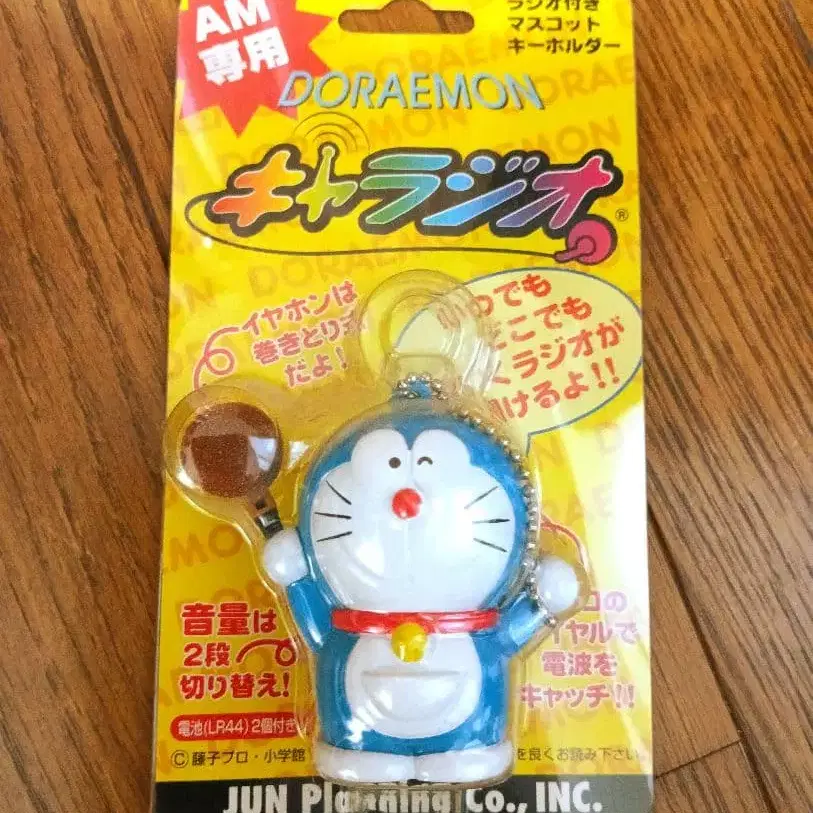 AM
専用
ラジオ付き
マスコット
キーホルダー
DORAEMON
キャラジオ
®
イヤホンは
巻きとり式
だよ!
でも
こでも
ラジオが
けるよ!!
音量は
2段
切り替え!
の
イヤルで
電波を
キャッチ!!
電池(LR44)2個付き
©藤子プロ・小学館
を良くお読み下さい
JUN Planning Co., INC.